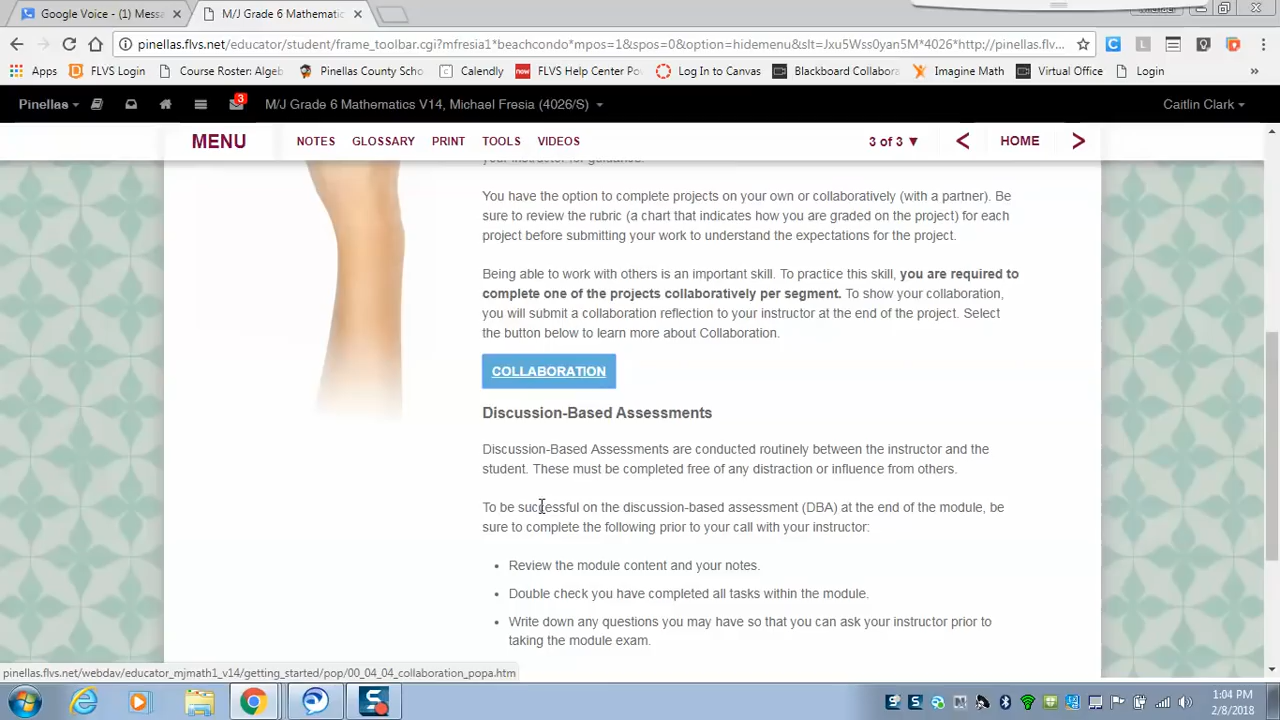 Google Voice - (1) Messa
M/J Grade 6 Mathematic
pinellas.flvs.net/educator/student/frame_toolbar.cgi?mfresia1*beachcondo*mpos=1&spos=0&option=hidemenu&slt=Jxu5Wss0yan5M*4026*http://pinellas.flv...
Apps FLVS Login Course Roster: Algeb Pinellas County Scho Calendly FLVS Help Center Po Log In to Canvas Blackboard Collabora Imagine Math Virtual Office Login
Pinellas 3 M/J Grade 6 Mathematics V14, Michael Fresia (4026/S) Caitlin Clark
MENU NOTES GLOSSARY PRINT TOOLS VIDEOS 3 of 3 HOME
your instructor for guidance.
You have the option to complete projects on your own or collaboratively (with a partner). Be
sure to review the rubric (a chart that indicates how you are graded on the project) for each
project before submitting your work to understand the expectations for the project.
Being able to work with others is an important skill. To practice this skill, you are required to
complete one of the projects collaboratively per segment. To show your collaboration,
you will submit a collaboration reflection to your instructor at the end of the project. Select
the button below to learn more about Collaboration.
COLLABORATION
Discussion-Based Assessments
Discussion-Based Assessments are conducted routinely between the instructor and the
student. These must be completed free of any distraction or influence from others.
To be successful on the discussion-based assessment (DBA) at the end of the module, be
sure to complete the following prior to your call with your instructor:
• Review the module content and your notes.
• Double check you have completed all tasks within the module.
• Write down any questions you may have so that you can ask your instructor prior to
taking the module exam.
pinellas.flvs.net/webdav/educator_mjmath1_v14/getting_started/pop/00_04_04_collaboration_popa.htm
1:04 PM
2/8/2018